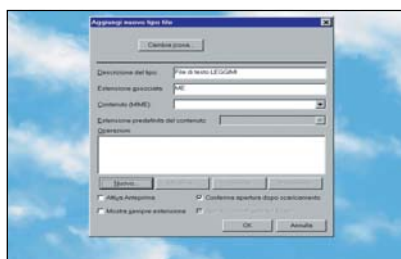 Aggiungi nuovo tipo file
Cambia icona...
Descrizione del tipo: File di testo LEGGIMI
Estensione associata: ME
Contenuto (MIME):
Estensione predefinita del contenuto:
Operazioni:
Nuovo...
Attiva Anteprima
Conferma apertura dopo scaricamento
Mostra sempre estensione
OK
Annulla